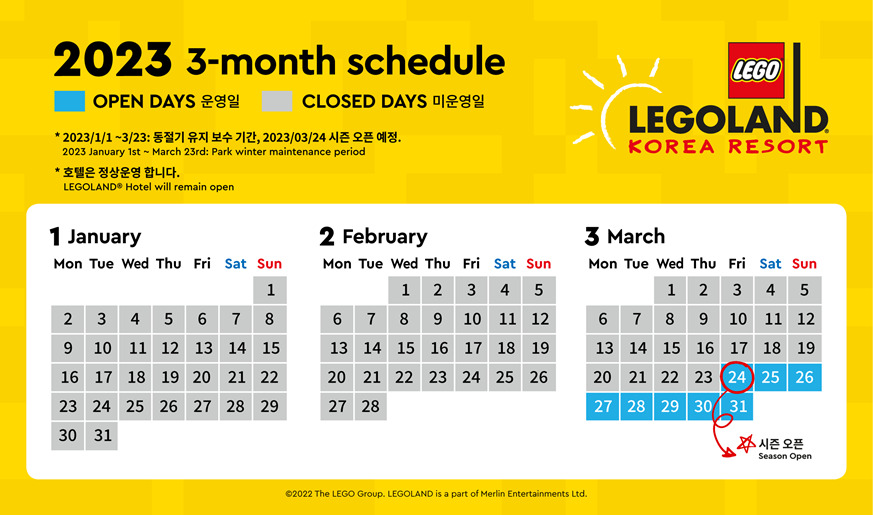 2023 3-month schedule
OPEN DAYS 운영일 CLOSED DAYS 미운영일
* 2023/1/1 ~3/23: 동절기 유지 보수 기간, 2023/03/24 시즌 오픈 예정.
2023 January 1st ~ March 23rd: Park winter maintenance period
* 호텔은 정상운영 합니다.
LEGOLAND® Hotel will remain open
LEGO
LEGOLAND®
KOREA RESORT
1 January
Mon Tue Wed Thu Fri Sat Sun
1
2 3 4 5 6 7 8
9 10 11 12 13 14 15
16 17 18 19 20 21 22
23 24 25 26 27 28 29
30 31
2 February
Mon Tue Wed Thu Fri Sat Sun
1 2 3 4 5
6 7 8 9 10 11 12
13 14 15 16 17 18 19
20 21 22 23 24 25 26
27 28
3 March
Mon Tue Wed Thu Fri Sat Sun
1 2 3 4 5
6 7 8 9 10 11 12
13 14 15 16 17 18 19
20 21 22 23 24 25 26
27 28 29 30 31
시즌 오픈
Season Open
©2022 The LEGO Group. LEGOLAND is a part of Merlin Entertainments Ltd.